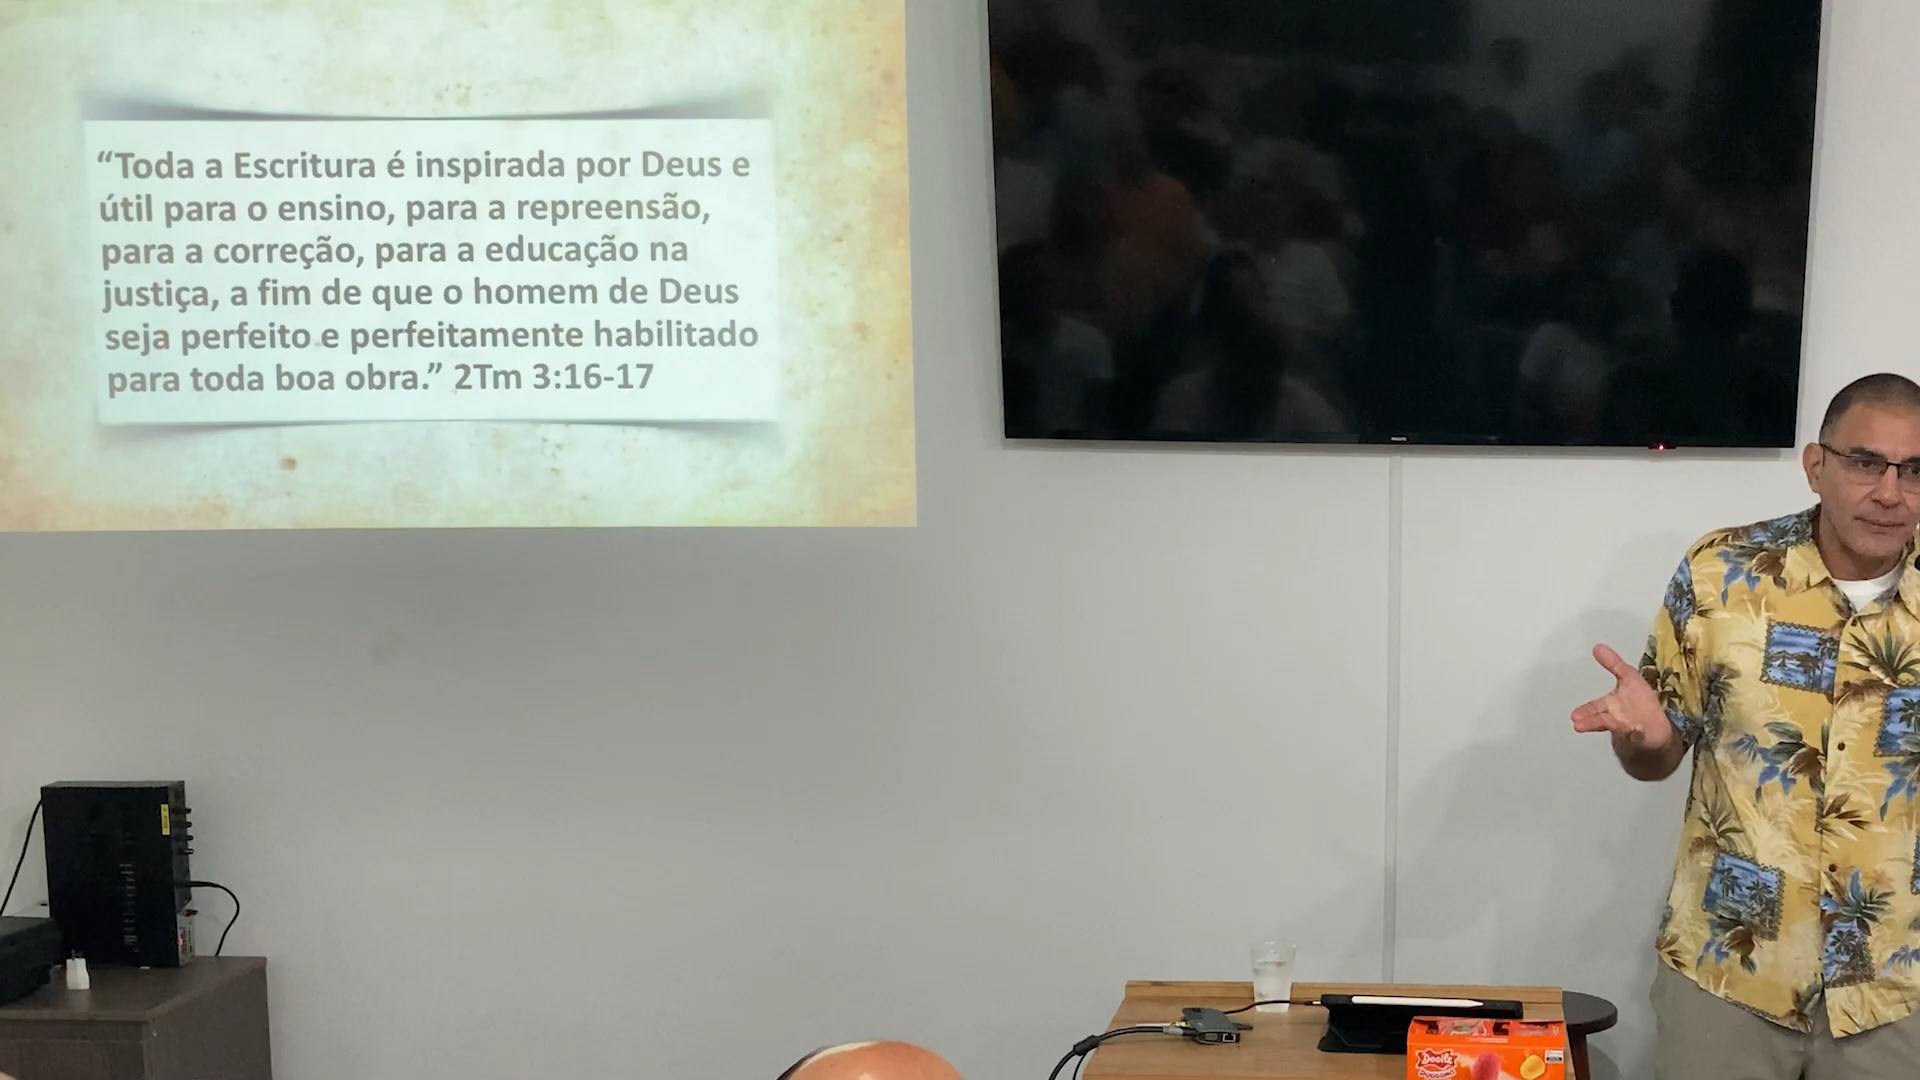 “Toda a Escritura é inspirada por Deus e
útil para o ensino, para a repreensão,
para a correção, para a educação na
justiça, a fim de que o homem de Deus
seja perfeito e perfeitamente habilitado
para toda boa obra.” 2Tm 3:16-17
Docile